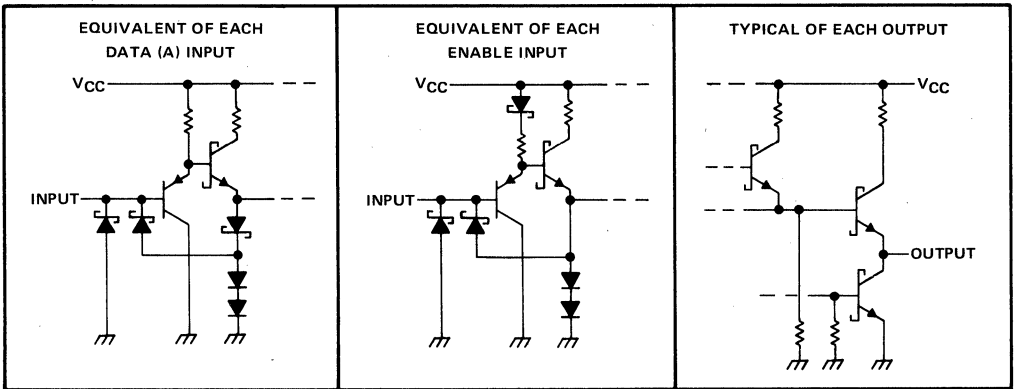 EQUIVALENT OF EACH
DATA (A) INPUT
VCC
INPUT
EQUIVALENT OF EACH
ENABLE INPUT
VCC
INPUT
TYPICAL OF EACH OUTPUT
VCC
OUTPUT